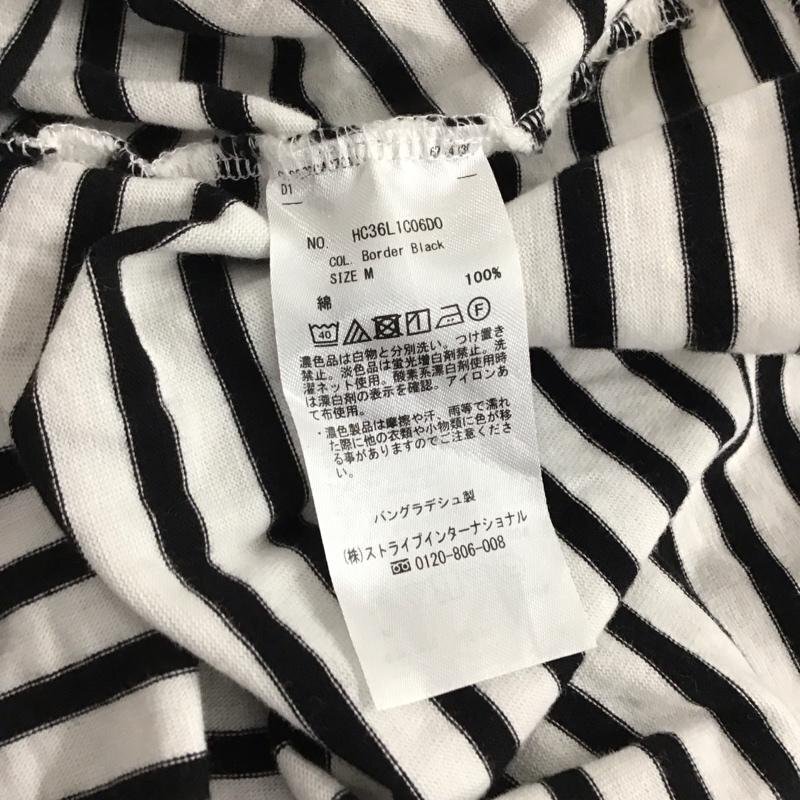 D1
NO. HC36L1C06D0
COL. Border Black
SIZE M
綿 100%
40 F
濃色品は白物と分別洗い。つけ置き
禁止。淡色品は蛍光増白剤禁止。洗
濯ネット使用。酸素系漂白剤使用時
は漂白剤の表示を確認。アイロンあ
て布使用。
・濃色製品は摩擦や汗、雨等で濡れ
た際に他の衣類や小物類に色が移
る事がありますのでご注意くださ
い。
バングラデシュ製
(株)ストライプインターナショナル
0120-806-008